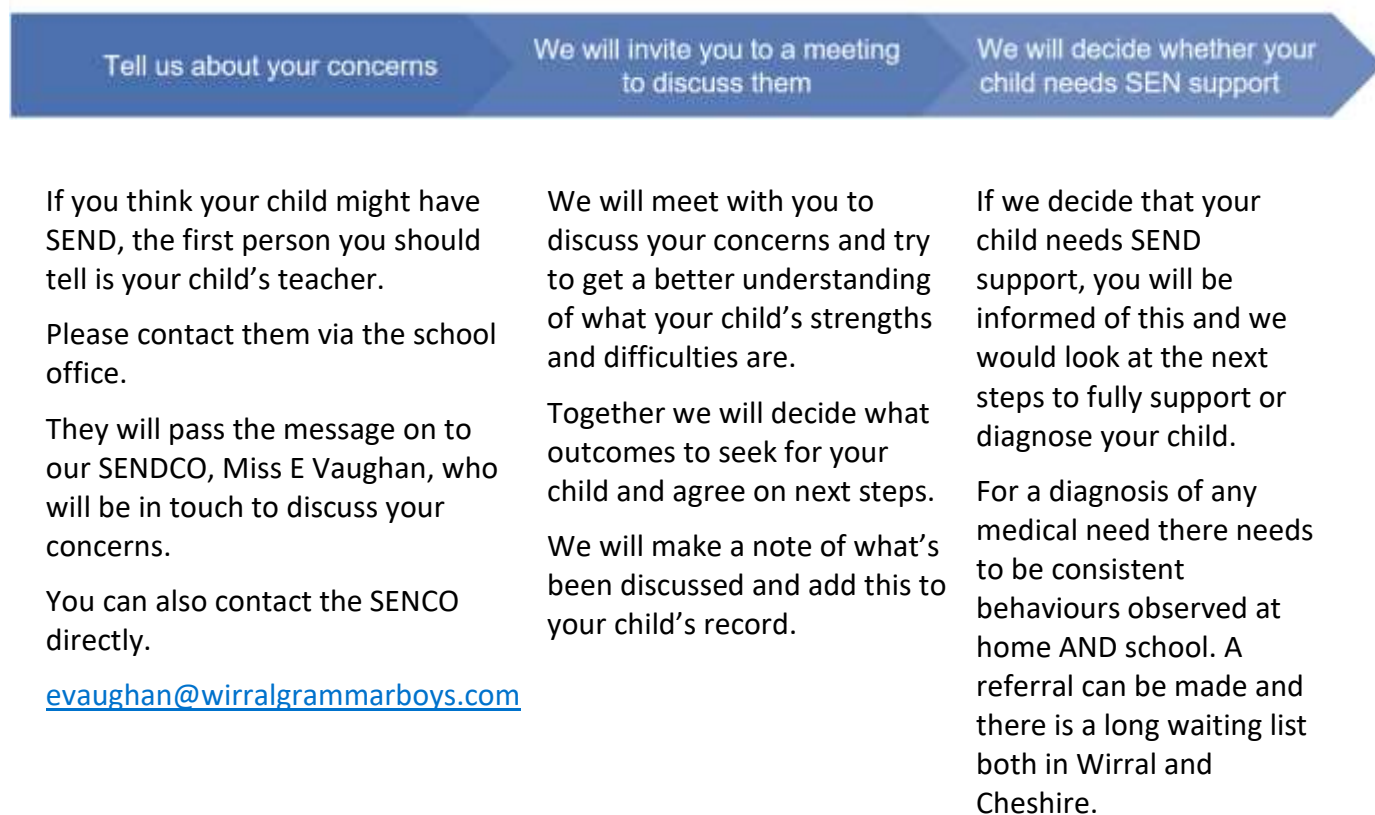 Tell us about your concerns
We will invite you to a meeting
to discuss them
We will decide whether your
child needs SEN support
If you think your child might have
SEND, the first person you should
tell is your child’s teacher.
Please contact them via the school
office.
They will pass the message on to
our SENDCO, Miss E Vaughan, who
will be in touch to discuss your
concerns.
You can also contact the SENCO
directly.
evaughan@wirralgrammarboys.com
We will meet with you to
discuss your concerns and try
to get a better understanding
of what your child’s strengths
and difficulties are.
Together we will decide what
outcomes to seek for your
child and agree on next steps.
We will make a note of what’s
been discussed and add this to
your child’s record.
If we decide that your
child needs SEND
support, you will be
informed of this and we
would look at the next
steps to fully support or
diagnose your child.
For a diagnosis of any
medical need there needs
to be consistent
behaviours observed at
home AND school. A
referral can be made and
there is a long waiting list
both in Wirral and
Cheshire.